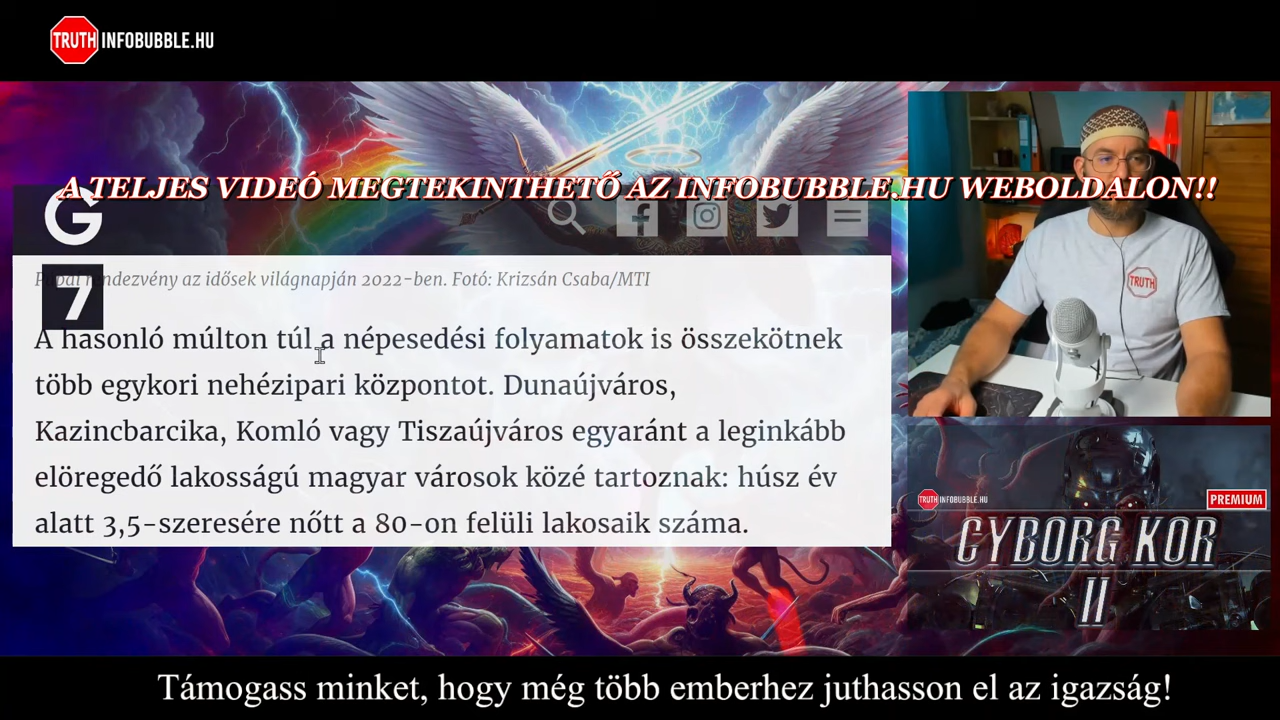 TRUTH INFOBUBBLE.HU
A TELJES VIDEÓ MEGTEKINTHETŐ AZ INFOBUBBLE.HU WEBOLDALON!!
G
7
Pápai rendezvény az idősek világnapján 2022-ben. Fotó: Krizsán Csaba/MTI
A hasonló múlton túl a népesedési folyamatok is összekötnek
több egykori nehézipari központot. Dunaújváros,
Kazincbarcika, Komló vagy Tiszaújváros egyaránt a leginkább
elöregedő lakosságú magyar városok közé tartoznak: húsz év
alatt 3,5-szeresére nőtt a 80-on felüli lakosaik száma.
TRUTH
TRUTH INFOBUBBLE.HU
PREMIUM
CYBORG KOR
II
Támogass minket, hogy még több emberhez juthasson el az igazság!